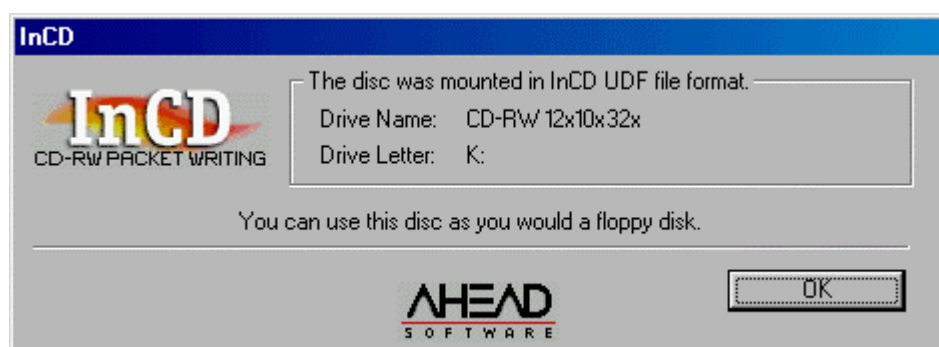 InCD
InCD
CD-RW PACKET WRITING
The disc was mounted in InCD UDF file format.
Drive Name: CD-RW 12x10x32x
Drive Letter: K:
You can use this disc as you would a floppy disk.
AHEAD
SOFTWARE
OK